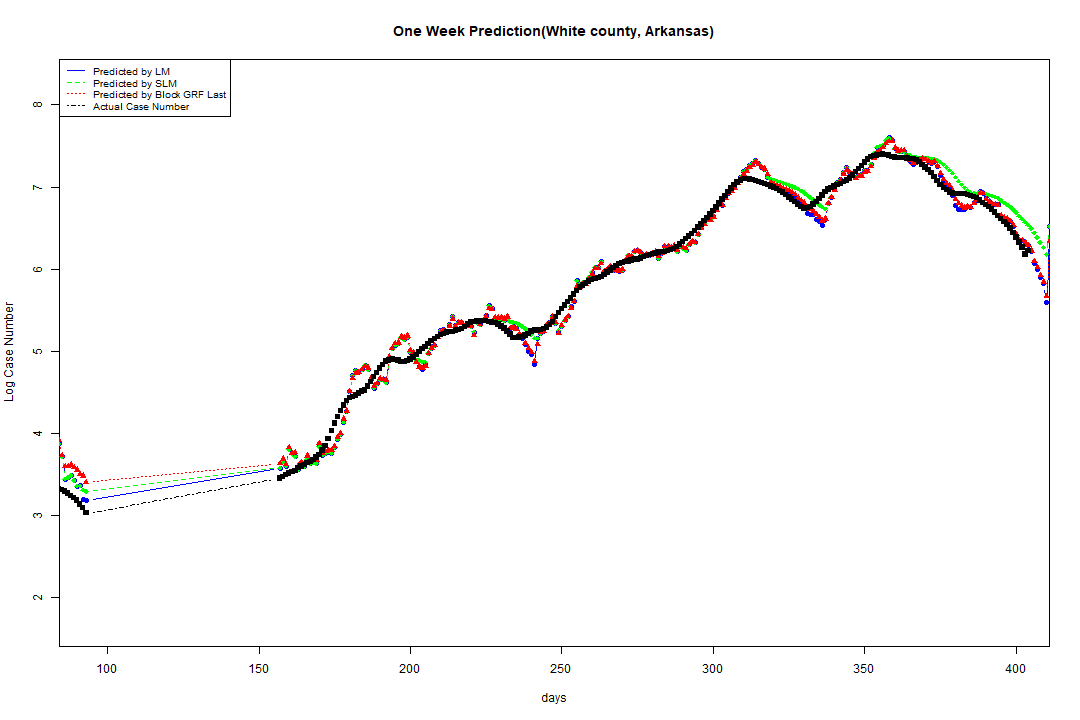 One Week Prediction(White county, Arkansas)
Predicted by LM
Predicted by SLM
Predicted by Block GRF Last
Actual Case Number
8
7
6
5
4
3
2
Log Case Number
100 150 200 250 300 350 400
days